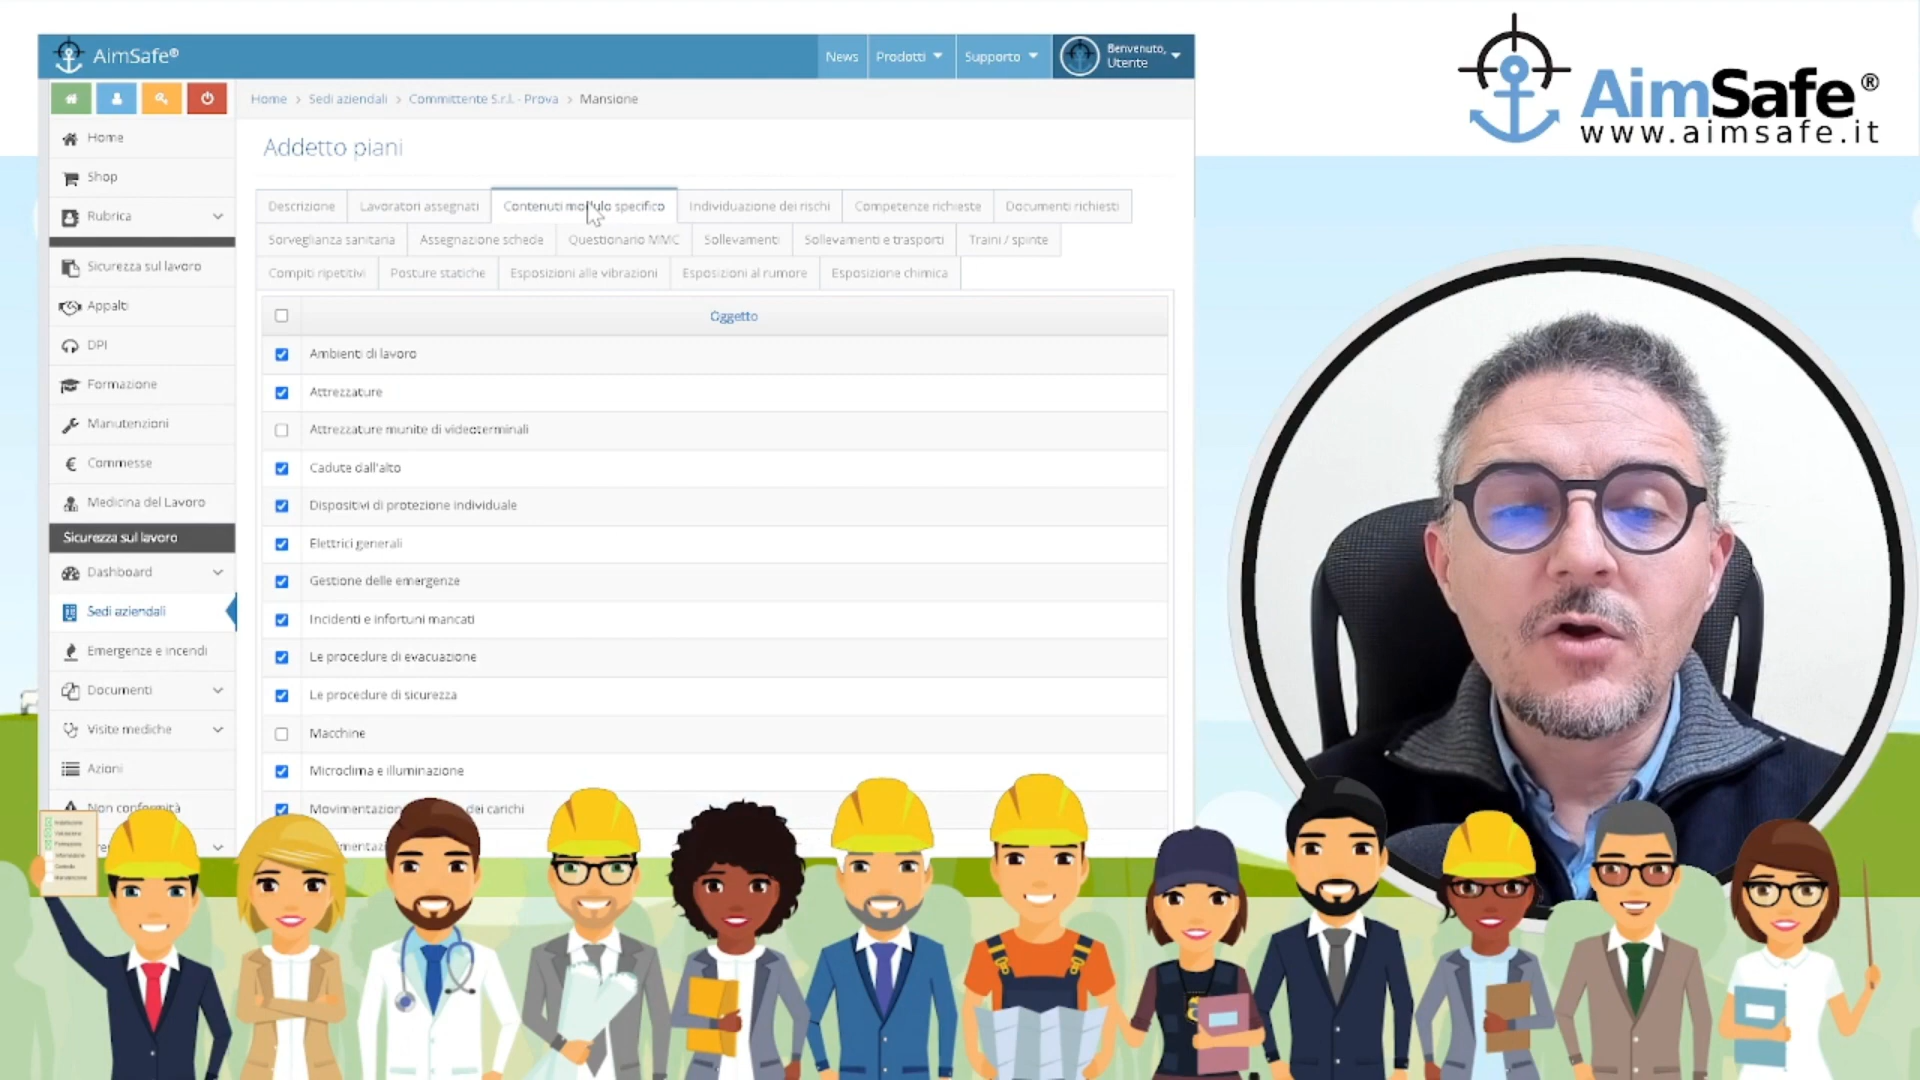 AimSafe®
News
Prodotti
Supporto
Benvenuto,
Utente
AimSafe®
www.aimsafe.it
Home > Sedi aziendali > Committente S.r.l. - Prova > Mansione
Home
Shop
Rubrica
Sicurezza sul lavoro
Appalti
DPI
Formazione
Manutenzioni
Commesse
Medicina del Lavoro
Sicurezza sul lavoro
Dashboard
Sedi aziendali
Emergenze e incendi
Documenti
Visite mediche
Azioni
Non conformità
Addetto piani
Descrizione
Lavoratori assegnati
Contenuti modulo specifico
Individuazione dei rischi
Competenze richieste
Documenti richiesti
Sorveglianza sanitaria
Assegnazione schede
Questionario MMC
Sollevamenti
Sollevamenti e trasporti
Traini / spinte
Compiti ripetitivi
Posture statiche
Esposizioni alle vibrazioni
Esposizioni al rumore
Esposizione chimica
Oggetto
Ambienti di lavoro
Attrezzature
Attrezzature munite di videoterminali
Cadute dall'alto
Dispositivi di protezione individuale
Elettrici generali
Gestione delle emergenze
Incidenti e infortuni mancati
Le procedure di evacuazione
Le procedure di sicurezza
Macchine
Microclima e illuminazione
dei carichi